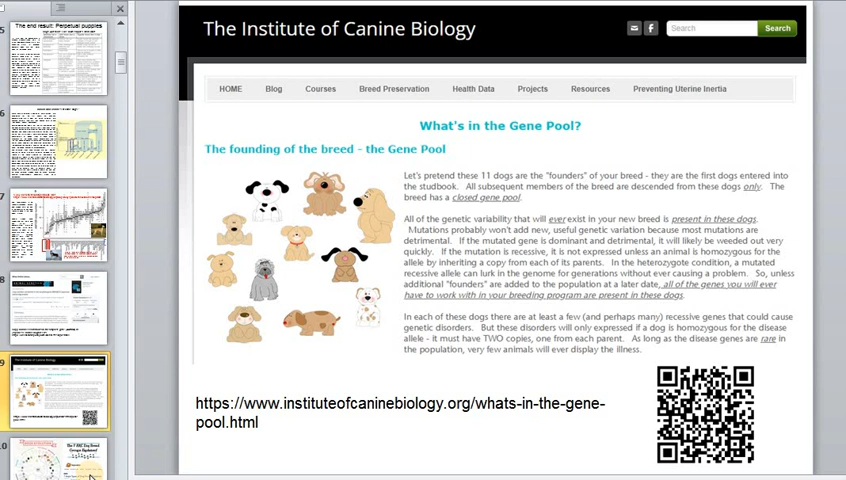 The end result: Perpetual puppies
5
6
7
8
9
10
The Institute of Canine Biology
Search
Search
HOME Blog Courses Breed Preservation Health Data Projects Resources Preventing Uterine Inertia
What's in the Gene Pool?
The founding of the breed - the Gene Pool
Let's pretend these 11 dogs are the "founders" of your breed - they are the first dogs entered into
the studbook. All subsequent members of the breed are descended from these dogs only. The
breed has a closed gene pool.
All of the genetic variability that will ever exist in your new breed is present in these dogs.
Mutations probably won't add new, useful genetic variation because most mutations are
detrimental. If the mutated gene is dominant and detrimental, it will likely be weeded out very
quickly. If the mutation is recessive, it is not expressed unless an animal is homozygous for the
allele by inheriting a copy from each of its parents. In the heterozygote condition, a mutated
recessive allele can lurk in the genome for generations without ever causing a problem. So, unless
additional "founders" are added to the population at a later date, all of the genes you will ever
have to work with in your breeding program are present in these dogs.
In each of these dogs there are at least a few (and perhaps many) recessive genes that could cause
genetic disorders. But these disorders will only expressed if a dog is homozygous for the disease
allele - it must have TWO copies, one from each parent. As long as the disease genes are rare in
the population, very few animals will ever display the illness.
https://www.instituteofcaninebiology.org/whats-in-the-gene-
pool.html